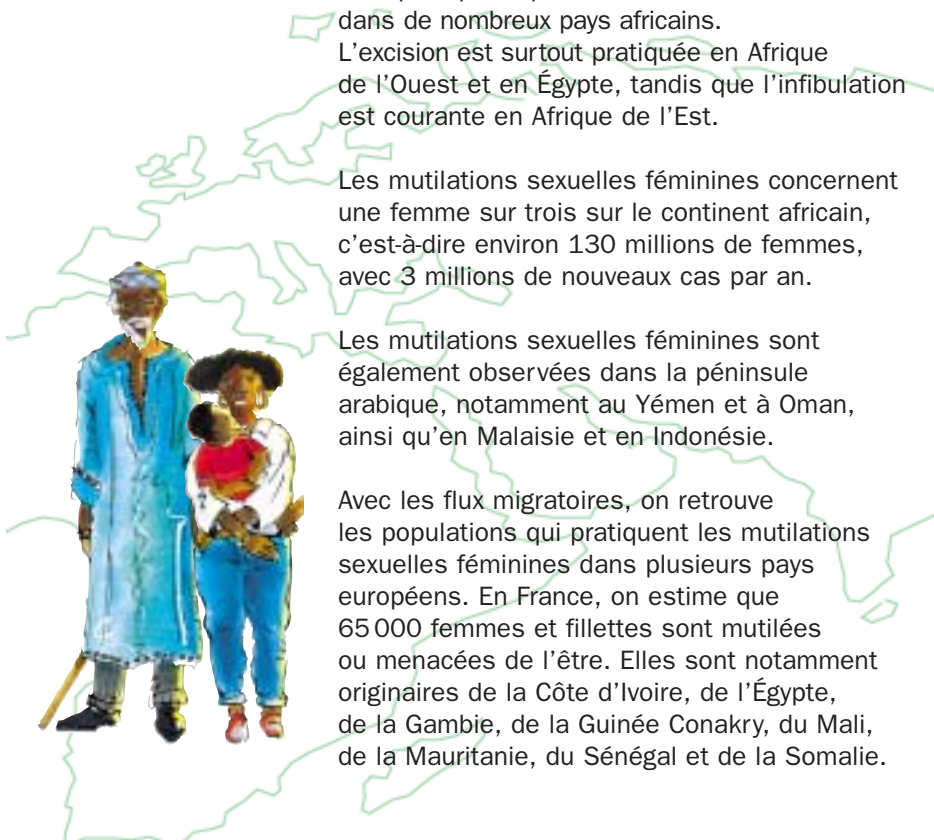 dans de nombreux pays africains.
L'excision est surtout pratiquée en Afrique
de l'Ouest et en Égypte, tandis que l'infibulation
est courante en Afrique de l'Est.
Les mutilations sexuelles féminines concernent
une femme sur trois sur le continent africain,
c'est-à-dire environ 130 millions de femmes,
avec 3 millions de nouveaux cas par an.
Les mutilations sexuelles féminines sont
également observées dans la péninsule
arabique, notamment au Yémen et à Oman,
ainsi qu'en Malaisie et en Indonésie.
Avec les flux migratoires, on retrouve
les populations qui pratiquent les mutilations
sexuelles féminines dans plusieurs pays
européens. En France, on estime que
65 000 femmes et fillettes sont mutilées
ou menacées de l'être. Elles sont notamment
originaires de la Côte d'Ivoire, de l'Égypte,
de la Gambie, de la Guinée Conakry, du Mali,
de la Mauritanie, du Sénégal et de la Somalie.